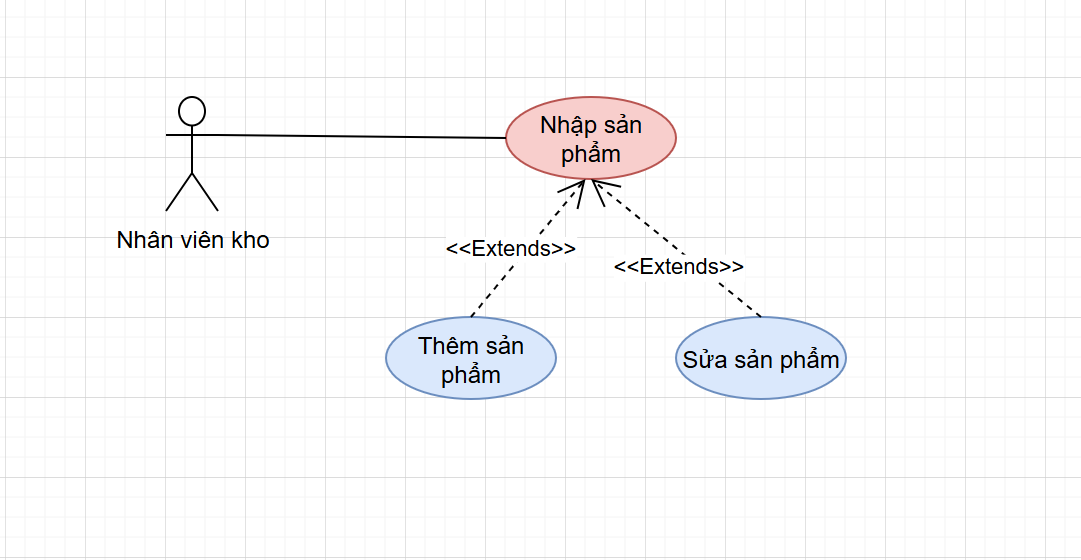 Nhập sản
phẩm
Nhân viên kho
<<Extends>>
<<Extends>>
Thêm sản
phẩm
Sửa sản phẩm